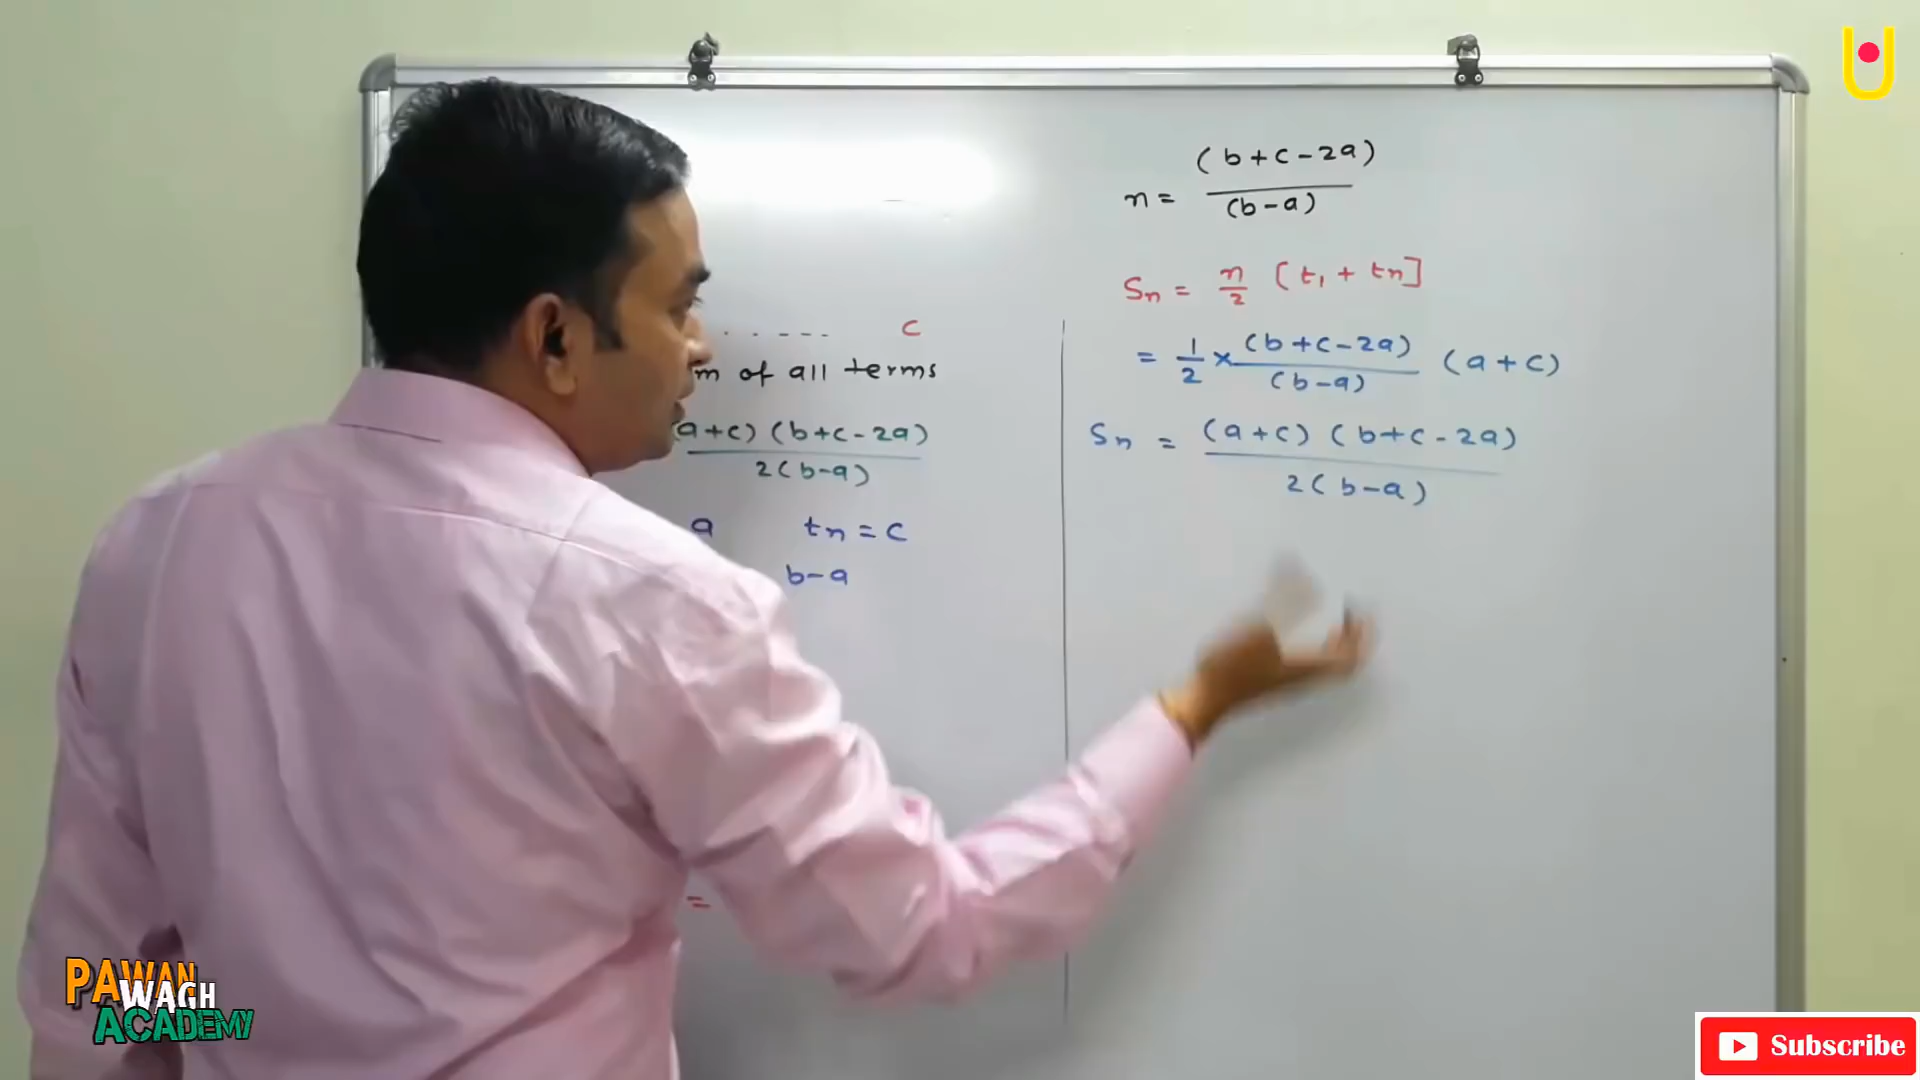 . . - - - - c
m of all terms
(a+c) (b+c-2a)
2(b-a)
a tn = c
b-a
=
n = (b+c-2a)
(b-a)
Sn = n/2 [t1 + tn]
= 1/2 × (b+c-2a)/(b-a) (a+c)
Sn = (a+c) (b+c-2a)
2(b-a)
PAWAN
WAGH
ACADEMY
Subscribe